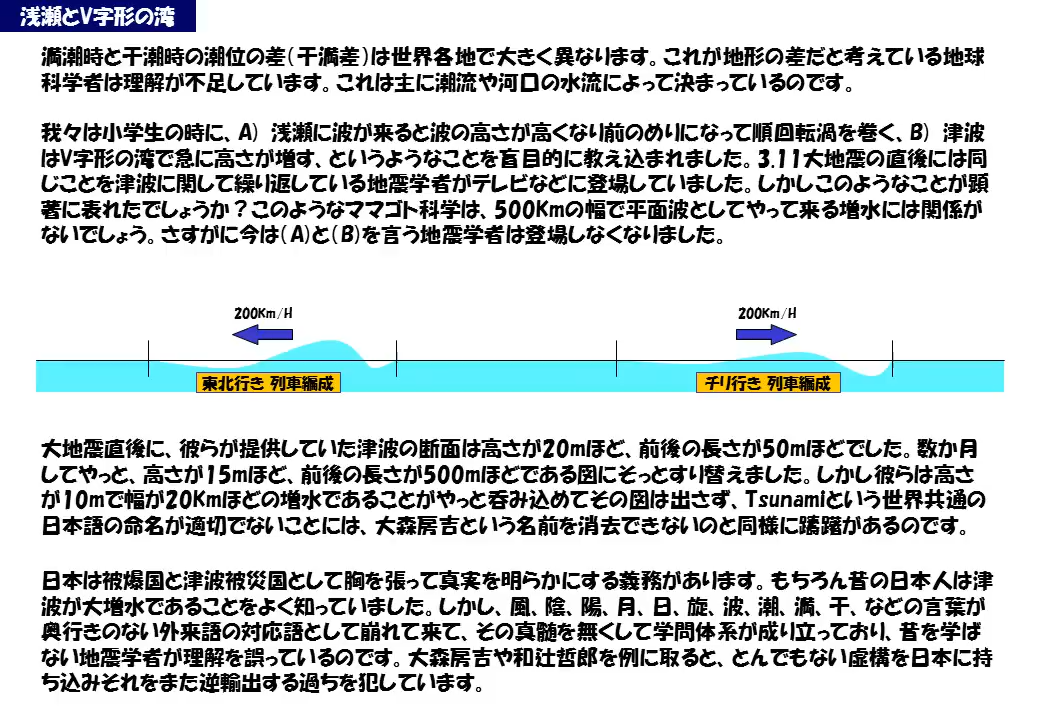 浅瀬とV字形の湾
満潮時と干潮時の潮位の差(干満差)は世界各地で大きく異なります。これが地形の差だと考えている地球
科学者は理解が不足しています。これは主に潮流や河口の水流によって決まっているのです。
我々は小学生の時に、A) 浅瀬に波が来ると波の高さが高くなり前のめりになって順回転渦を巻く、B) 津波
はV字形の湾で急に高さが増す、というようなことを盲目的に教え込まれました。3.11大地震の直後には同
じことを津波に関して繰り返している地震学者がテレビなどに登場していました。しかしこのようなことが顕
著に表れたでしょうか?このようなママゴト科学は、500Kmの幅で平面波としてやって来る増水には関係が
ないでしょう。さすがに今は(A)と(B)を言う地震学者は登場しなくなりました。
200Km/H
200Km/H
東北行き 列車編成
チリ行き 列車編成
大地震直後に、彼らが提供していた津波の断面は高さが20mほど、前後の長さが50mほどでした。数か月
してやっと、高さが15mほど、前後の長さが500mほどである図にそっとすり替えました。しかし彼らは高さ
が10mで幅が20Kmほどの増水であることがやっと呑み込めてその図は出さず、Tsunamiという世界共通の
日本語の命名が適切でないことには、大森房吉という名前を消去できないのと同様に躊躇があるのです。
日本は被爆国と津波被災国として胸を張って真実を明らかにする義務があります。もちろん昔の日本人は津
波が大増水であることをよく知っていました。しかし、風、陰、陽、月、日、旋、波、潮、満、干、などの言葉が
奥行きのない外来語の対応語として崩れて来て、その真髄を無くして学問体系が成り立っており、昔を学ば
ない地震学者が理解を誤っているのです。大森房吉や和辻哲郎を例に取ると、とんでもない虚構を日本に持
ち込みそれをまた逆輸出する過ちを犯しています。